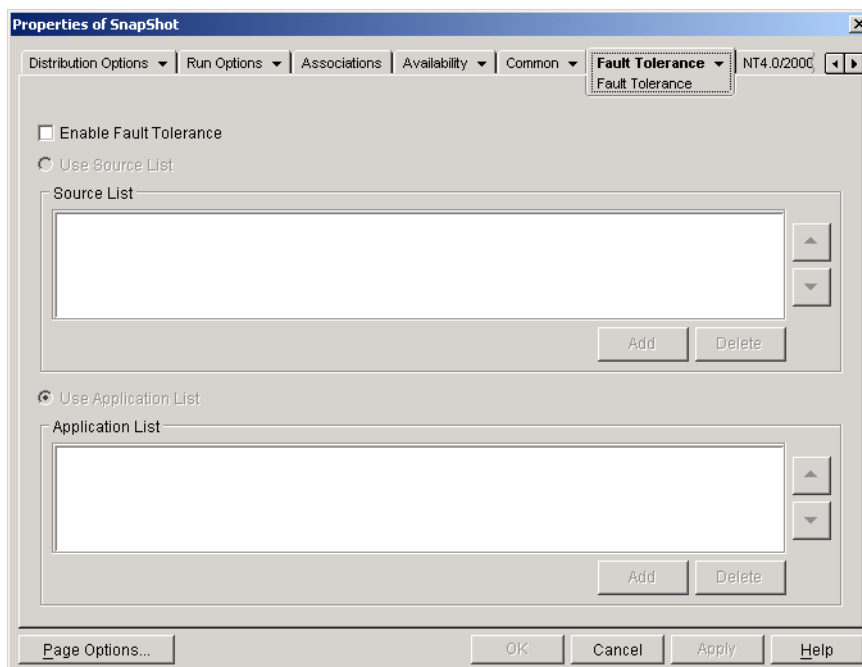 Properties of SnapShot
Distribution Options Run Options Associations Availability Common Fault Tolerance NT4.0/2000
Fault Tolerance
Enable Fault Tolerance
Use Source List
Source List
Add Delete
Use Application List
Application List
Add Delete
Page Options... OK Cancel Apply Help